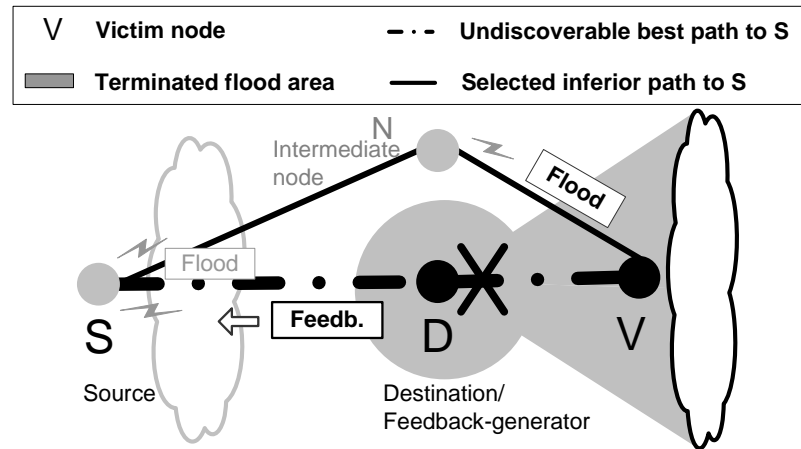 V Victim node
Undiscoverable best path to S
Terminated flood area
Selected inferior path to S
N
Intermediate
node
Flood
Flood
Feedb.
S
D
V
Source
Destination/
Feedback-generator